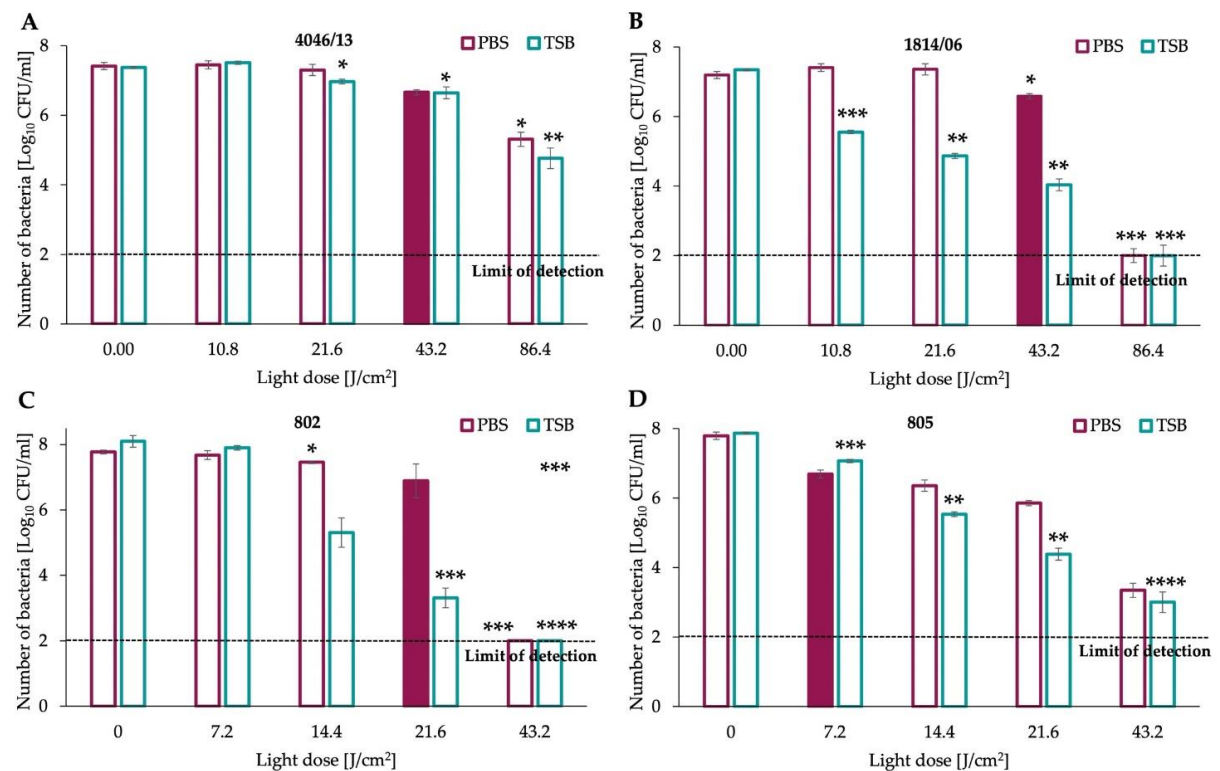 A
4046/13
PBS TSB
Number of bacteria [Log10 CFU/ml]
8
6
4
2
0
* * * **
Limit of detection
0.00 10.8 21.6 43.2 86.4
Light dose [J/cm²]
B
1814/06
PBS TSB
Number of bacteria [Log10 CFU/ml]
8
6
4
2
0
*** ** * ** *** ***
Limit of detection
0.00 10.8 21.6 43.2 86.4
Light dose [J/cm²]
C
802
PBS TSB
Number of bacteria [Log10 CFU/ml]
8
6
4
2
0
* *** *** *** ****
Limit of detection
0 7.2 14.4 21.6 43.2
Light dose [J/cm²]
D
805
PBS TSB
Number of bacteria [Log10 CFU/ml]
8
6
4
2
0
*** ** ** ****
Limit of detection
0 7.2 14.4 21.6 43.2
Light dose [J/cm²]